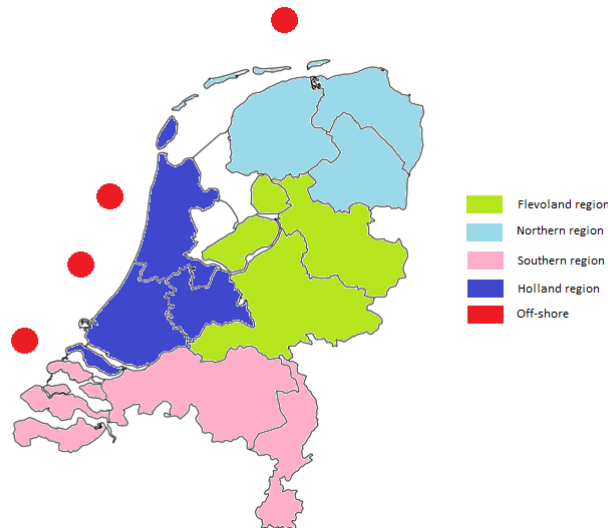 Flevoland region
Northern region
Southern region
Holland region
Off-shore